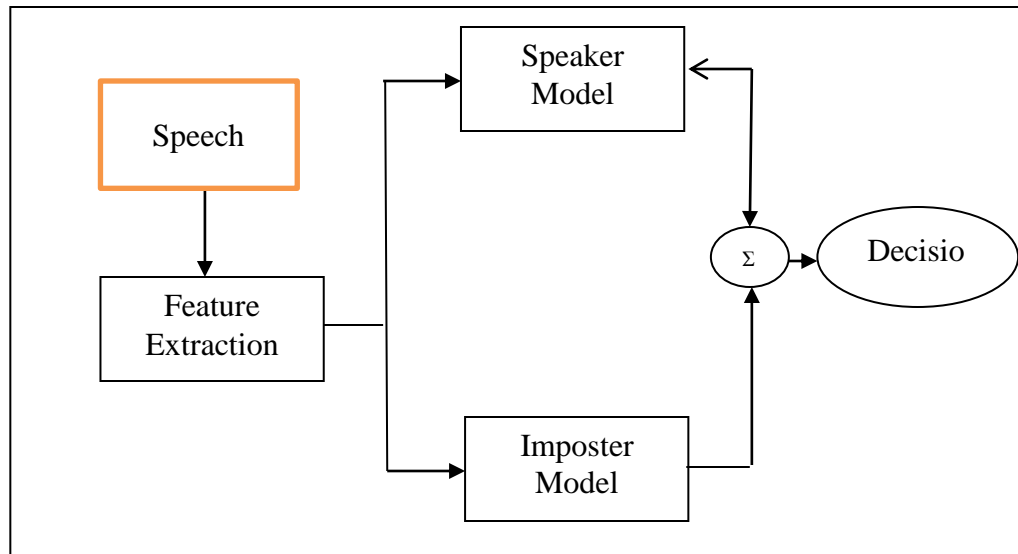 Speaker
Model
Speech
Σ
Decisio
Feature
Extraction
Imposter
Model